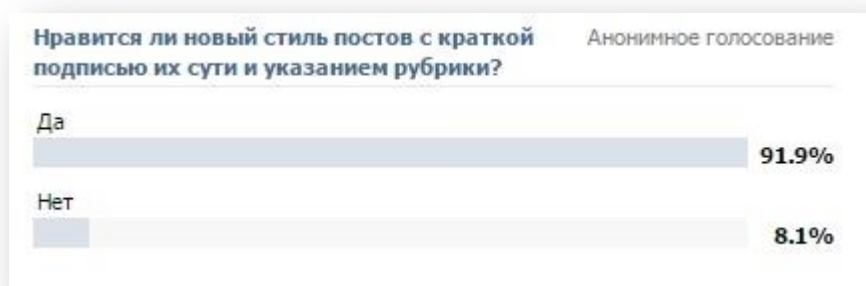 Нравится ли новый стиль постов с краткой
подписью их сути и указанием рубрики?
Анонимное голосование
Да
91.9%
Нет
8.1%